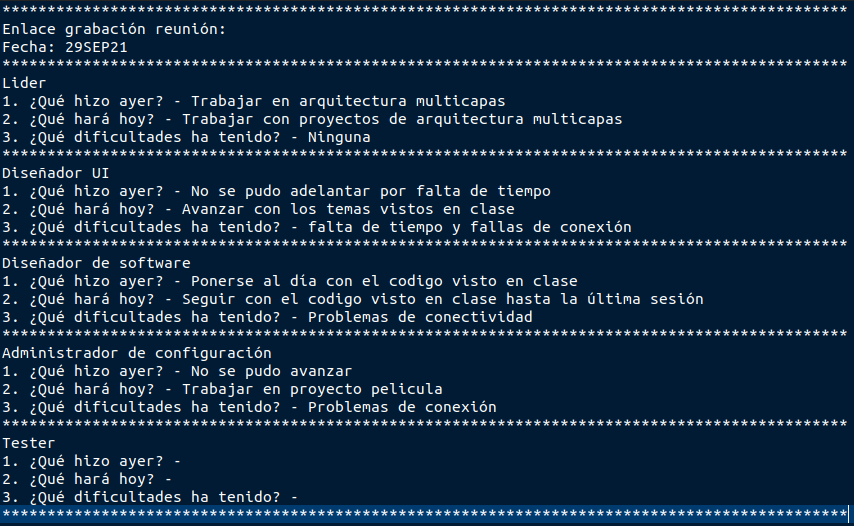 **********************************************************************************************
Enlace grabación reunión:
Fecha: 29SEP21
**********************************************************************************************
Lider
1. ¿Qué hizo ayer? - Trabajar en arquitectura multicapas
2. ¿Qué hará hoy? - Trabajar con proyectos de arquitectura multicapas
3. ¿Qué dificultades ha tenido? - Ninguna
**********************************************************************************************
Diseñador UI
1. ¿Qué hizo ayer? - No se pudo adelantar por falta de tiempo
2. ¿Qué hará hoy? - Avanzar con los temas vistos en clase
3. ¿Qué dificultades ha tenido? - falta de tiempo y fallas de conexión
**********************************************************************************************
Diseñador de software
1. ¿Qué hizo ayer? - Ponerse al día con el codigo visto en clase
2. ¿Qué hará hoy? - Seguir con el codigo visto en clase hasta la última sesión
3. ¿Qué dificultades ha tenido? - Problemas de conectividad
**********************************************************************************************
Administrador de configuración
1. ¿Qué hizo ayer? - No se pudo avanzar
2. ¿Qué hará hoy? - Trabajar en proyecto pelicula
3. ¿Qué dificultades ha tenido? - Problemas de conexión
**********************************************************************************************
Tester
1. ¿Qué hizo ayer? -
2. ¿Qué hará hoy? -
3. ¿Qué dificultades ha tenido? -
**********************************************************************************************